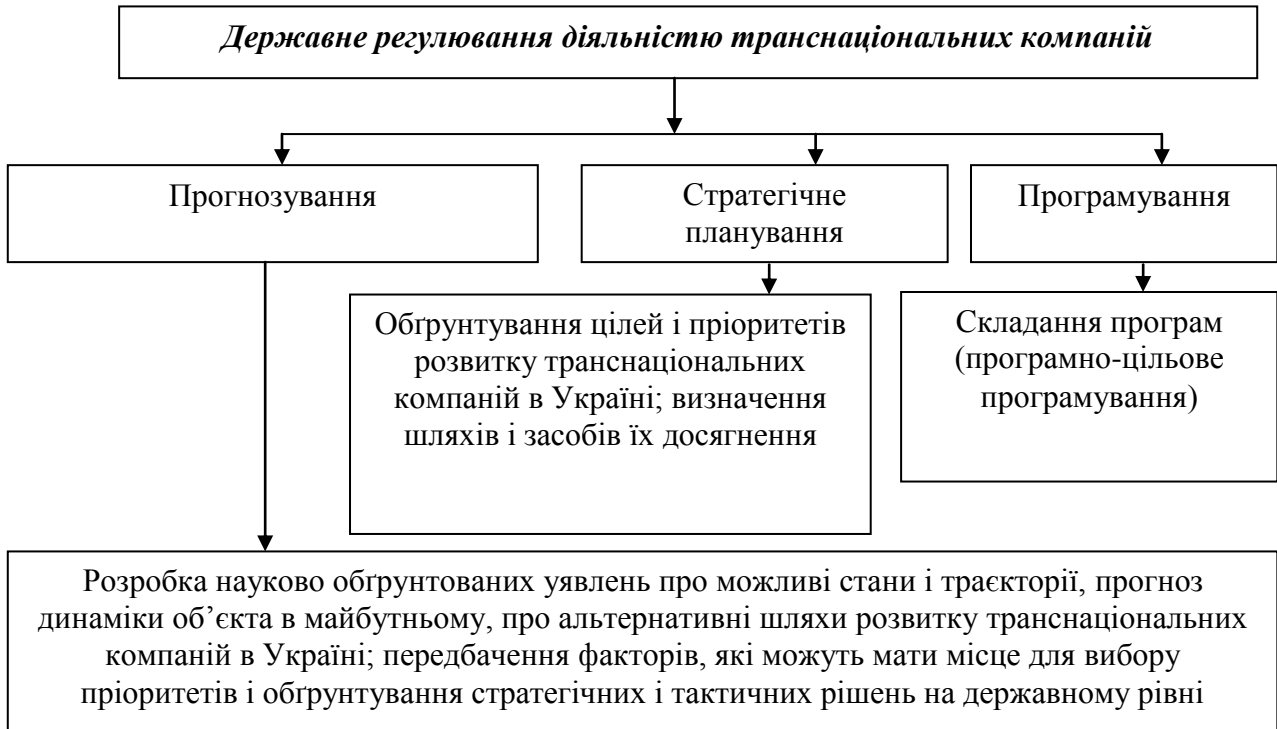 Державне регулювання діяльністю транснаціональних компаній
Прогнозування
Стратегічне
планування
Програмування
Обґрунтування цілей і пріоритетів
розвитку транснаціональних
компаній в Україні; визначення
шляхів і засобів їх досягнення
Складання програм
(програмно-цільове
програмування)
Розробка науково обґрунтованих уявлень про можливі стани і траєкторії, прогноз
динаміки об’єкта в майбутньому, про альтернативні шляхи розвитку транснаціональних
компаній в Україні; передбачення факторів, які можуть мати місце для вибору
пріоритетів і обґрунтування стратегічних і тактичних рішень на державному рівні